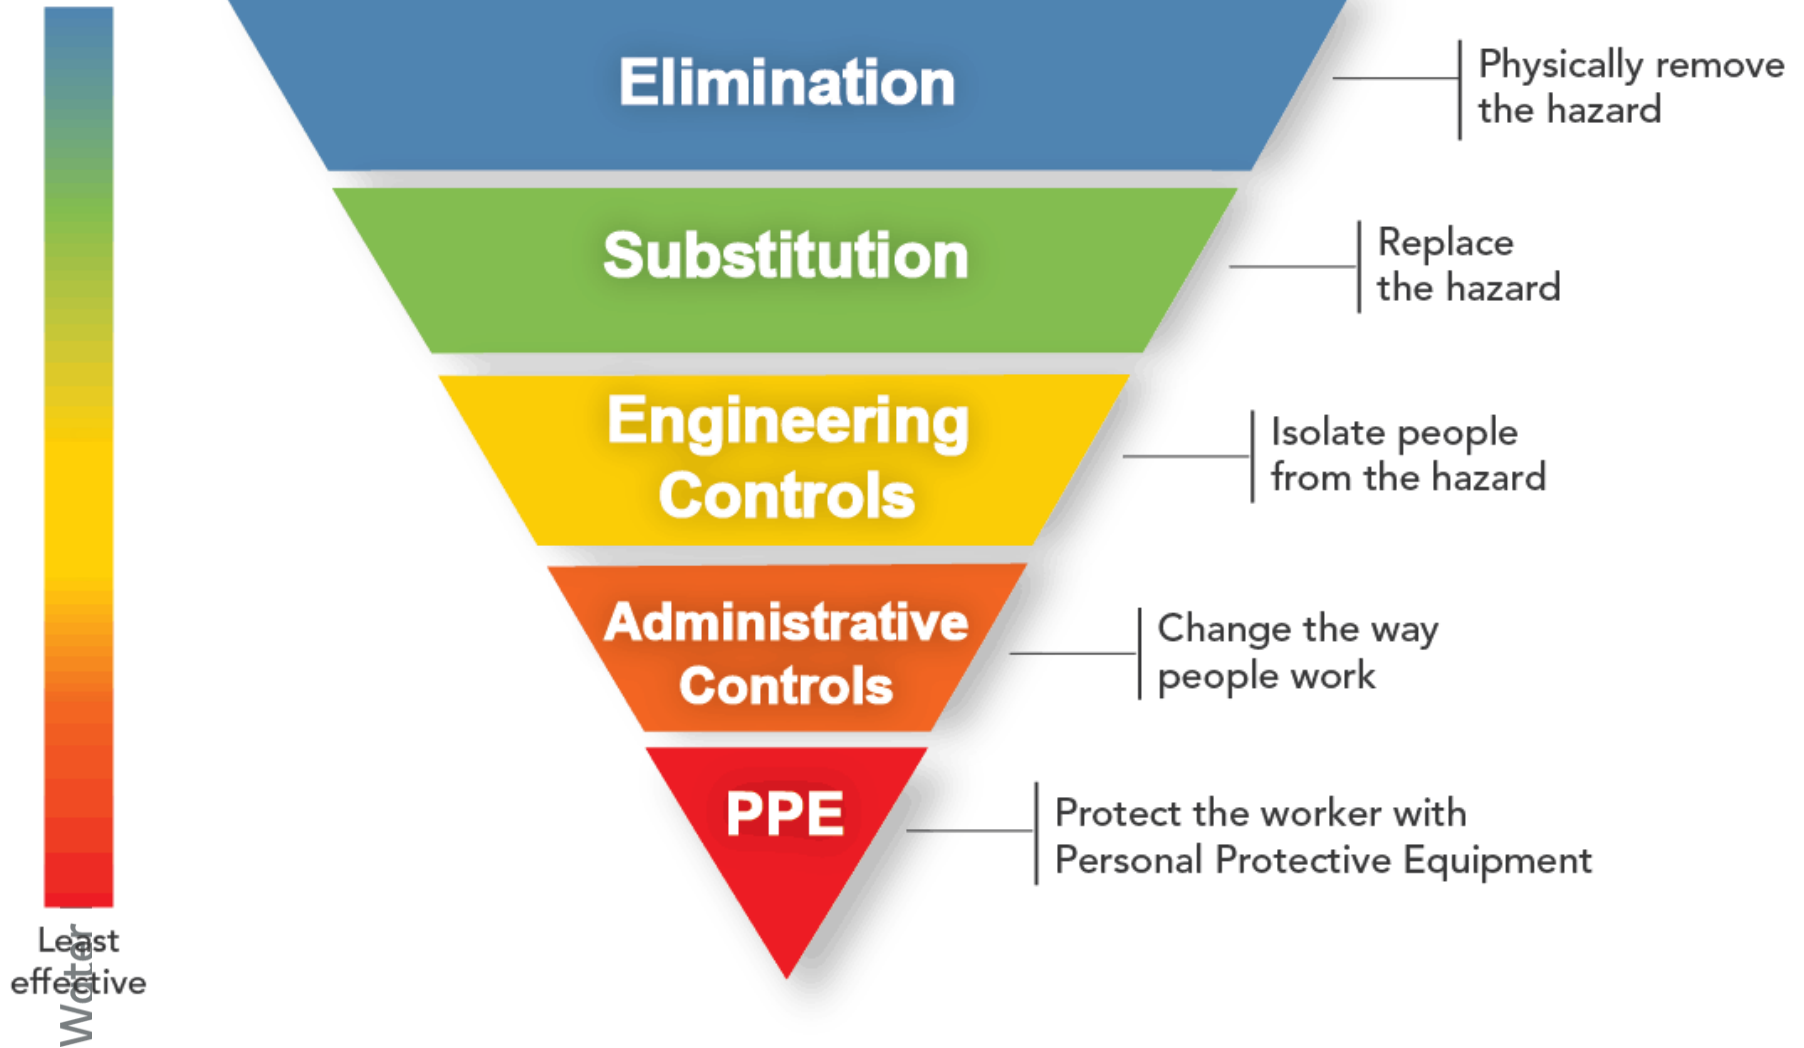 Elimination
Physically remove
the hazard
Substitution
Replace
the hazard
Engineering
Controls
Isolate people
from the hazard
Administrative
Controls
Change the way
people work
PPE
Protect the worker with
Personal Protective Equipment
Least
effective
Wolter